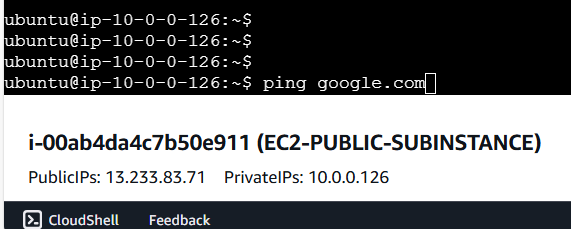 ubuntu@ip-10-0-0-126:~$
ubuntu@ip-10-0-0-126:~$
ubuntu@ip-10-0-0-126:~$
ubuntu@ip-10-0-0-126:~$ ping google.com
i-00ab4da4c7b50e911 (EC2-PUBLIC-SUBINSTANCE)
PublicIPs: 13.233.83.71 PrivateIPs: 10.0.0.126
CloudShell Feedback